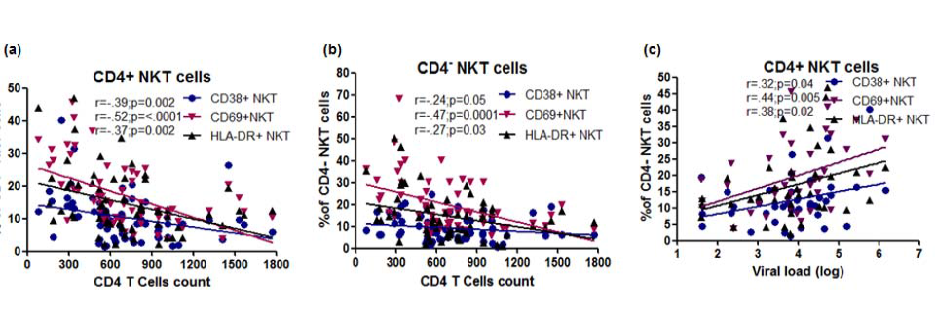 (a)
CD4+ NKT cells
r=-.39;p=0.002
r=-.52;p=<.0001
r=-.37;p=0.002
CD38+ NKT
CD69+NKT
HLA-DR+ NKT
50
40
30
20
10
0
0 300 600 900 1200 1500 1800
CD4 T Cells count
(b)
CD4- NKT cells
r=-.24;p=0.05
r=-.47;p=0.0001
r=-.27;p=0.03
CD38+ NKT
CD69+NKT
HLA-DR+ NKT
%of CD4- NKT cells
80
70
60
50
40
30
20
10
0
0 300 600 900 1200 1500 1800
CD4 T Cells count
(c)
CD4+ NKT cells
r=.32;p=0.04
r=.44;p=0.005
r=.38;p=0.02
CD38+ NKT
CD69+NKT
HLA-DR+ NKT
%of CD4- NKT cells
50
45
40
35
30
25
20
15
10
5
0
1 2 3 4 5 6 7
Viral load (log)